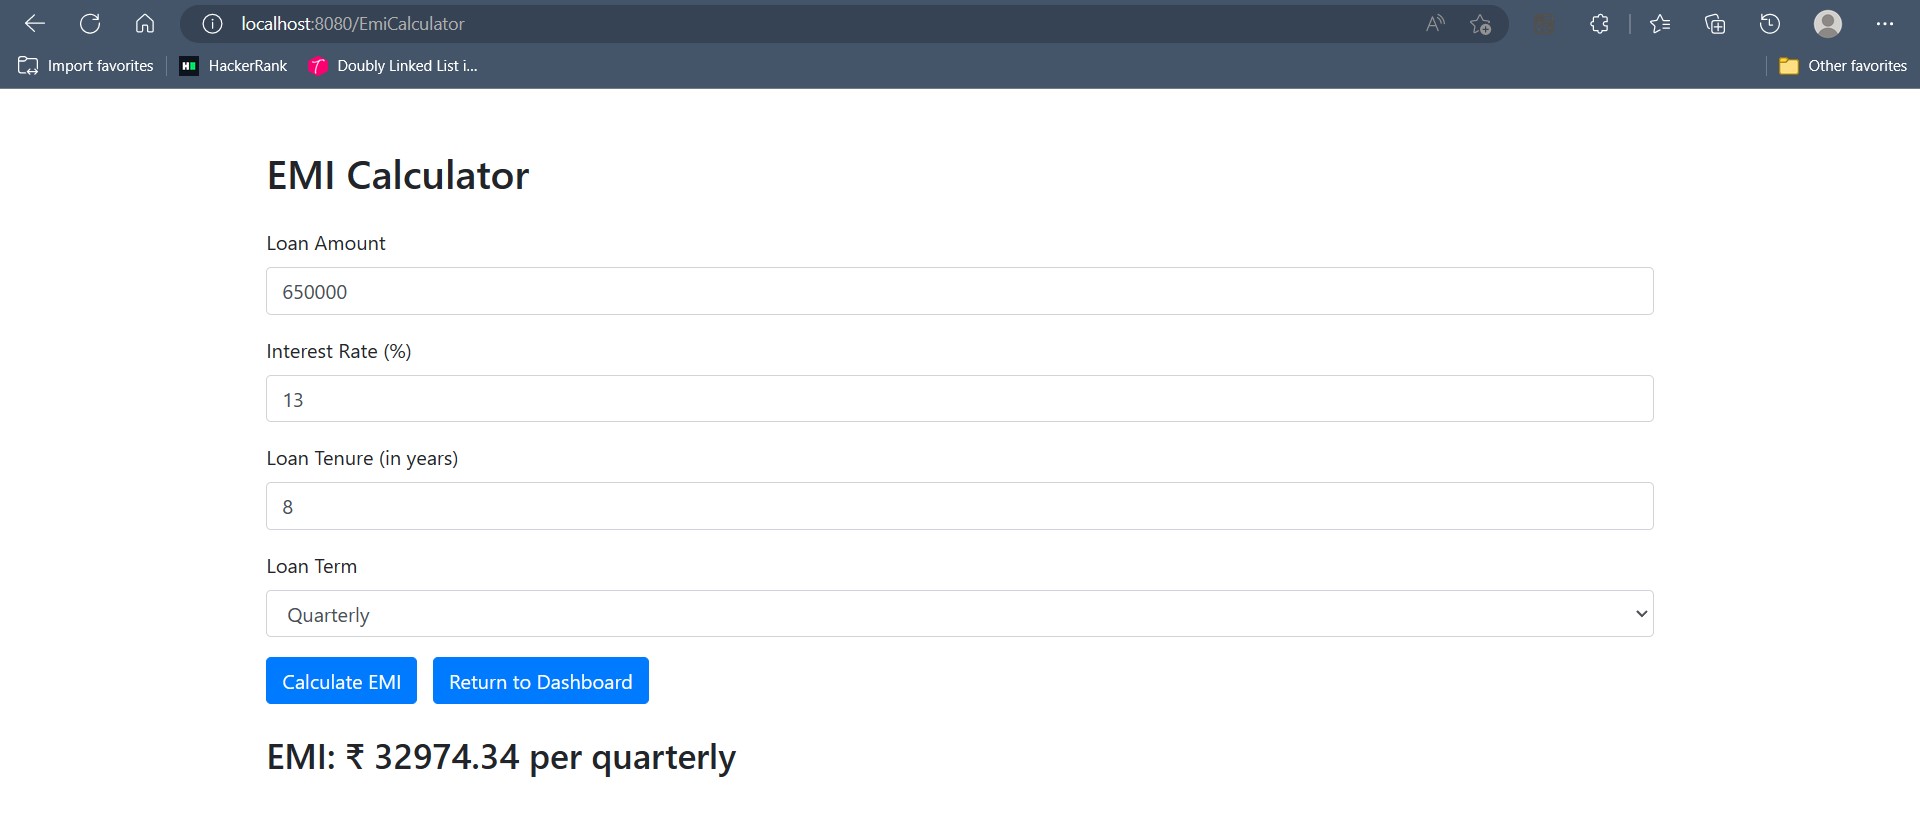 localhost:8080/EmiCalculator
Import favorites HackerRank Doubly Linked List i... Other favorites
EMI Calculator
Loan Amount
650000
Interest Rate (%)
13
Loan Tenure (in years)
8
Loan Term
Quarterly
Calculate EMI Return to Dashboard
EMI: ₹ 32974.34 per quarterly